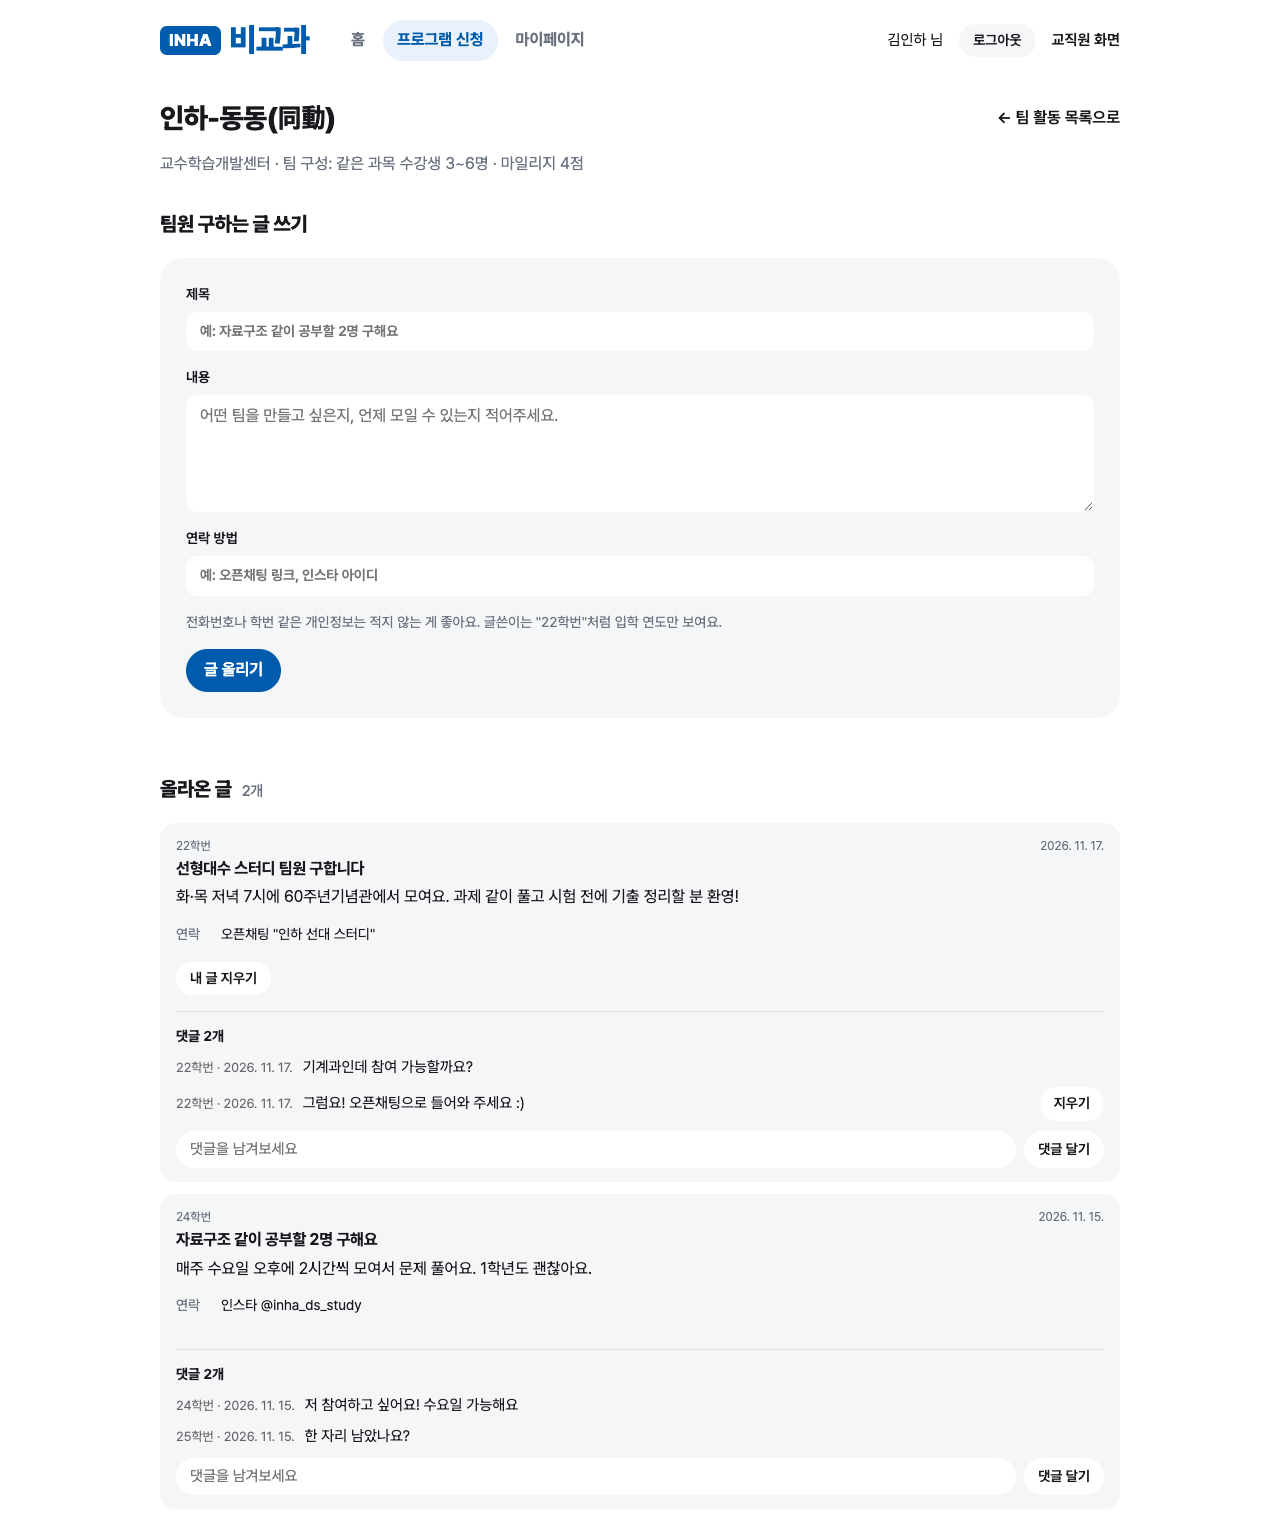 INHA 비교과 홈 프로그램 신청 마이페이지 김인하 님 로그아웃 교직원 화면
인하-동동(同動) ← 팀 활동 목록으로
교수학습개발센터 · 팀 구성: 같은 과목 수강생 3~6명 · 마일리지 4점
팀원 구하는 글 쓰기
제목
예: 자료구조 같이 공부할 2명 구해요
내용
어떤 팀을 만들고 싶은지, 언제 모일 수 있는지 적어주세요.
연락 방법
예: 오픈채팅 링크, 인스타 아이디
전화번호나 학번 같은 개인정보는 적지 않는 게 좋아요. 글쓴이는 "22학번"처럼 입학 연도만 보여요.
글 올리기
올라온 글 2개
22학번 2026. 11. 17.
선형대수 스터디 팀원 구합니다
화·목 저녁 7시에 60주년기념관에서 모여요. 과제 같이 풀고 시험 전에 기출 정리할 분 환영!
연락 오픈채팅 "인하 선대 스터디"
내 글 지우기
댓글 2개
22학번 · 2026. 11. 17. 기계과인데 참여 가능할까요?
22학번 · 2026. 11. 17. 그럼요! 오픈채팅으로 들어와 주세요 :) 지우기
댓글을 남겨보세요 댓글 달기
24학번 2026. 11. 15.
자료구조 같이 공부할 2명 구해요
매주 수요일 오후에 2시간씩 모여서 문제 풀어요. 1학년도 괜찮아요.
연락 인스타 @inha_ds_study
댓글 2개
24학번 · 2026. 11. 15. 저 참여하고 싶어요! 수요일 가능해요
25학번 · 2026. 11. 15. 한 자리 남았나요?
댓글을 남겨보세요 댓글 달기